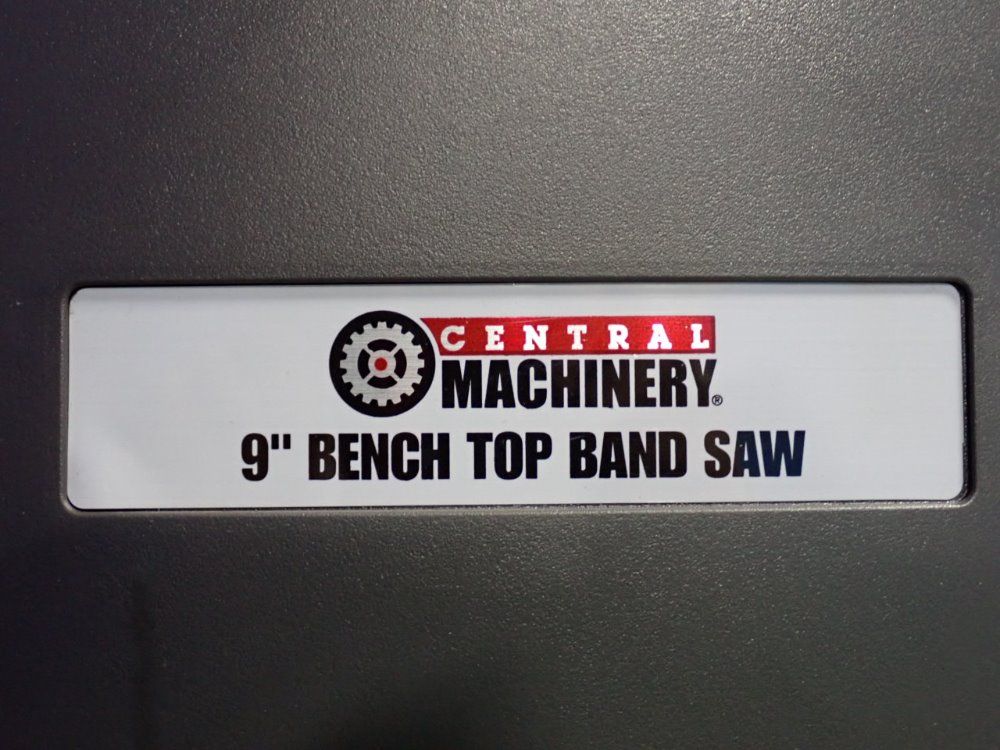 CENTRAL
MACHINERY®
9" BENCH TOP BAND SAW